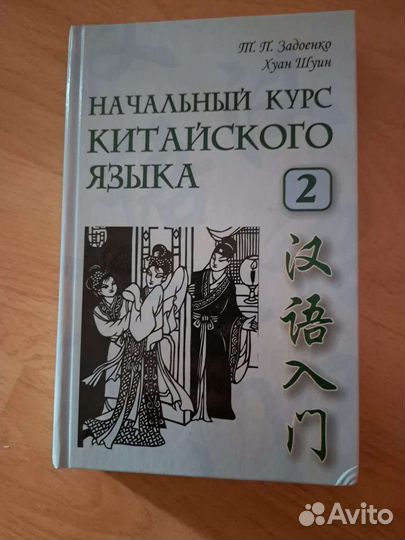 Т. П. Задоенко
Хуан Шуин
НАЧАЛЬНЫЙ КУРС
КИТАЙСКОГО
ЯЗЫКА
2
汉语入门
Avito